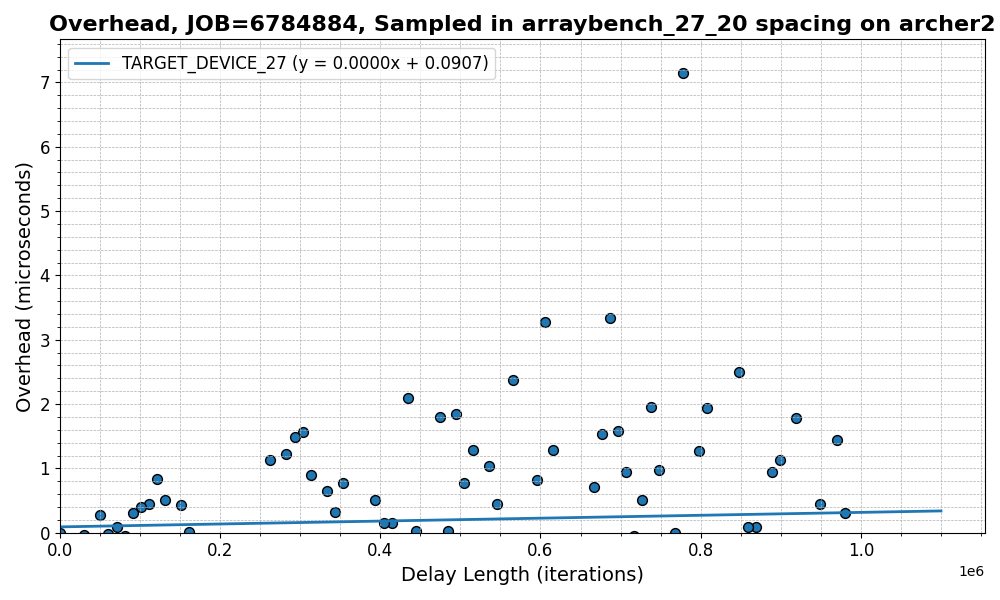 Overhead, JOB=6784884, Sampled in arraybench_27_20 spacing on archer2
TARGET_DEVICE_27 (y = 0.0000x + 0.0907)
Overhead (microseconds)
7
6
5
4
3
2
1
0
0.0 0.2 0.4 0.6 0.8 1.0
1e6
Delay Length (iterations)